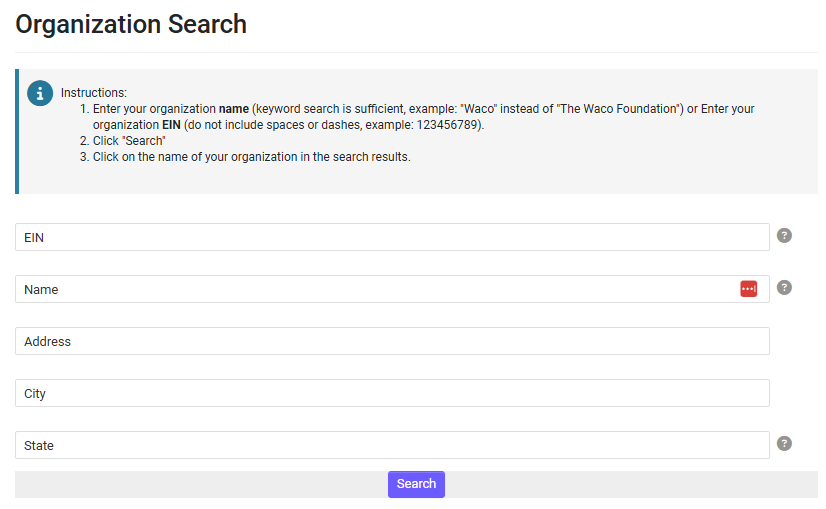 Organization Search
Instructions:
1. Enter your organization name (keyword search is sufficient, example: "Waco" instead of "The Waco Foundation") or Enter your
organization EIN (do not include spaces or dashes, example: 123456789).
2. Click "Search"
3. Click on the name of your organization in the search results.
EIN
Name
Address
City
State
Search